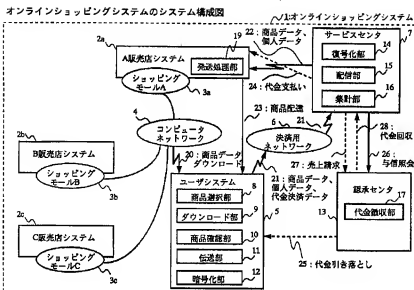 オンラインショッピングシステムのシステム構成図
1:オンラインショッピングシステム
2a
A販売店システム
19
発送処理部
ショッピング
モールA
3a
22:商品データ、
個人データ
24:代金支払い
サービスセンタ
7
復号化部
14
配信部
15
集計部
16
23:商品配達
4
コンピュータネットワーク
6
決済用
ネットワーク
21
28
:代金回収
2b
B販売店システム
ショッピング
モールB
3b
20:商品データ
ダウンロード
27:売上請求
26
:与信照会
ユーザシステム
商品選択部
8
ダウンロード部
9
商品確認部
10
伝送部
11
暗号化部
12
5
21:商品データ、
個人データ、
代金決済データ
13
センタ
17
代金徴収部
2c
C販売店システム
ショッピング
モールC
3c
25:代金引き落とし